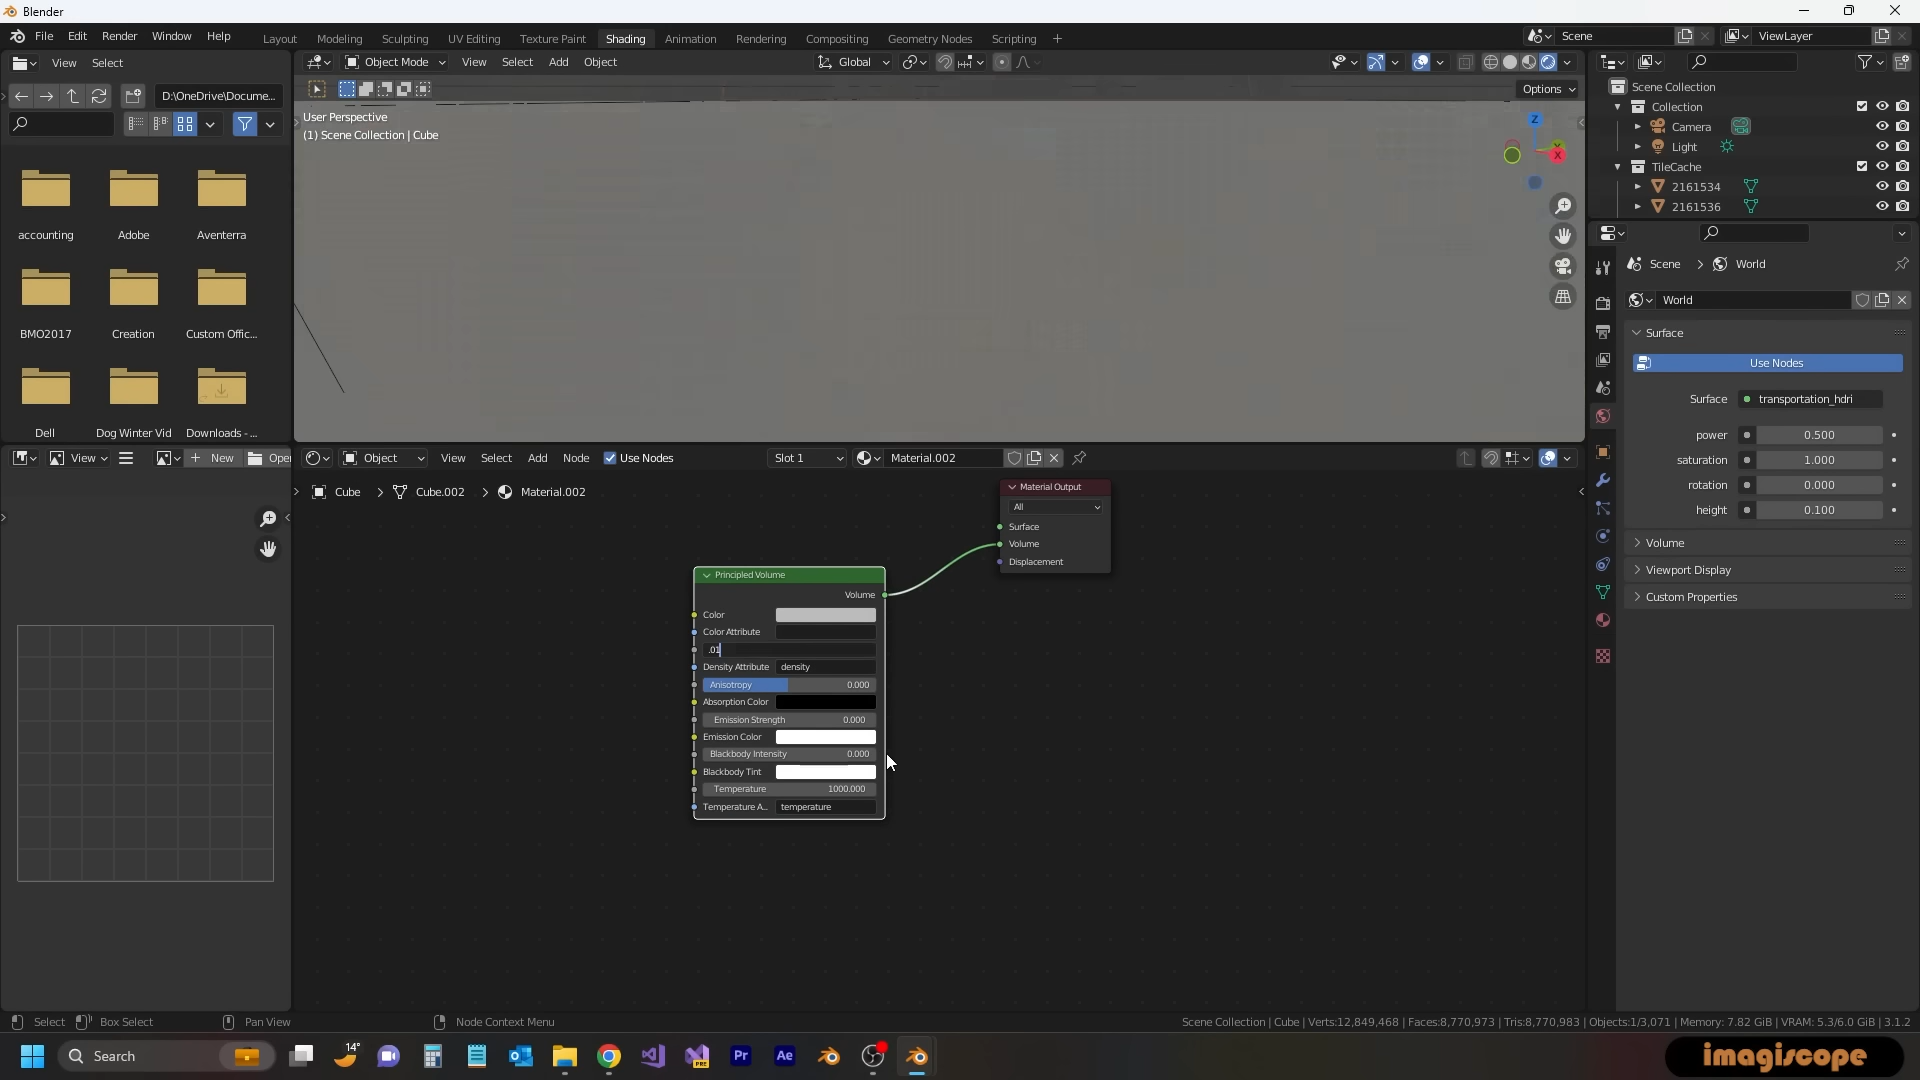 Blender
File Edit Render Window Help
Layout Modeling Sculpting UV Editing Texture Paint Shading Animation Rendering Compositing Geometry Nodes Scripting +
Scene
ViewLayer
View Select
Object Mode View Select Add Object
Global
D:\OneDrive\Docume...
Options
User Perspective
(1) Scene Collection | Cube
Z
Y
X
accounting Adobe Aventerra
BMO2017 Creation Custom Offic...
Dell Dog Winter Vid Downloads - ...
Scene Collection
Collection
Camera
Light
TileCache
2161534
2161536
Scene > World
World
Surface
Use Nodes
Surface transportation_hdri
power 0.500
saturation 1.000
rotation 0.000
height 0.100
Volume
Viewport Display
Custom Properties
View + New Oper
Object View Select Add Node Use Nodes Slot 1 Material.002
Cube > Cube.002 > Material.002
Material Output
All
Surface
Volume
Displacement
Principled Volume
Volume
Color
Color Attribute
.01
Density Attribute density
Anisotropy 0.000
Absorption Color
Emission Strength 0.000
Emission Color
Blackbody Intensity 0.000
Blackbody Tint
Temperature 1000.000
Temperature A.. temperature
Select Box Select Pan View Node Context Menu
Scene Collection | Cube | Verts:12,849,468 | Faces:8,770,973 | Tris:8,770,983 | Objects:1/3,071 | Memory: 7.82 GiB | VRAM: 5.3/6.0 GiB | 3.1.2
Search
14°
PRE
Pr
Ae
imagiscope